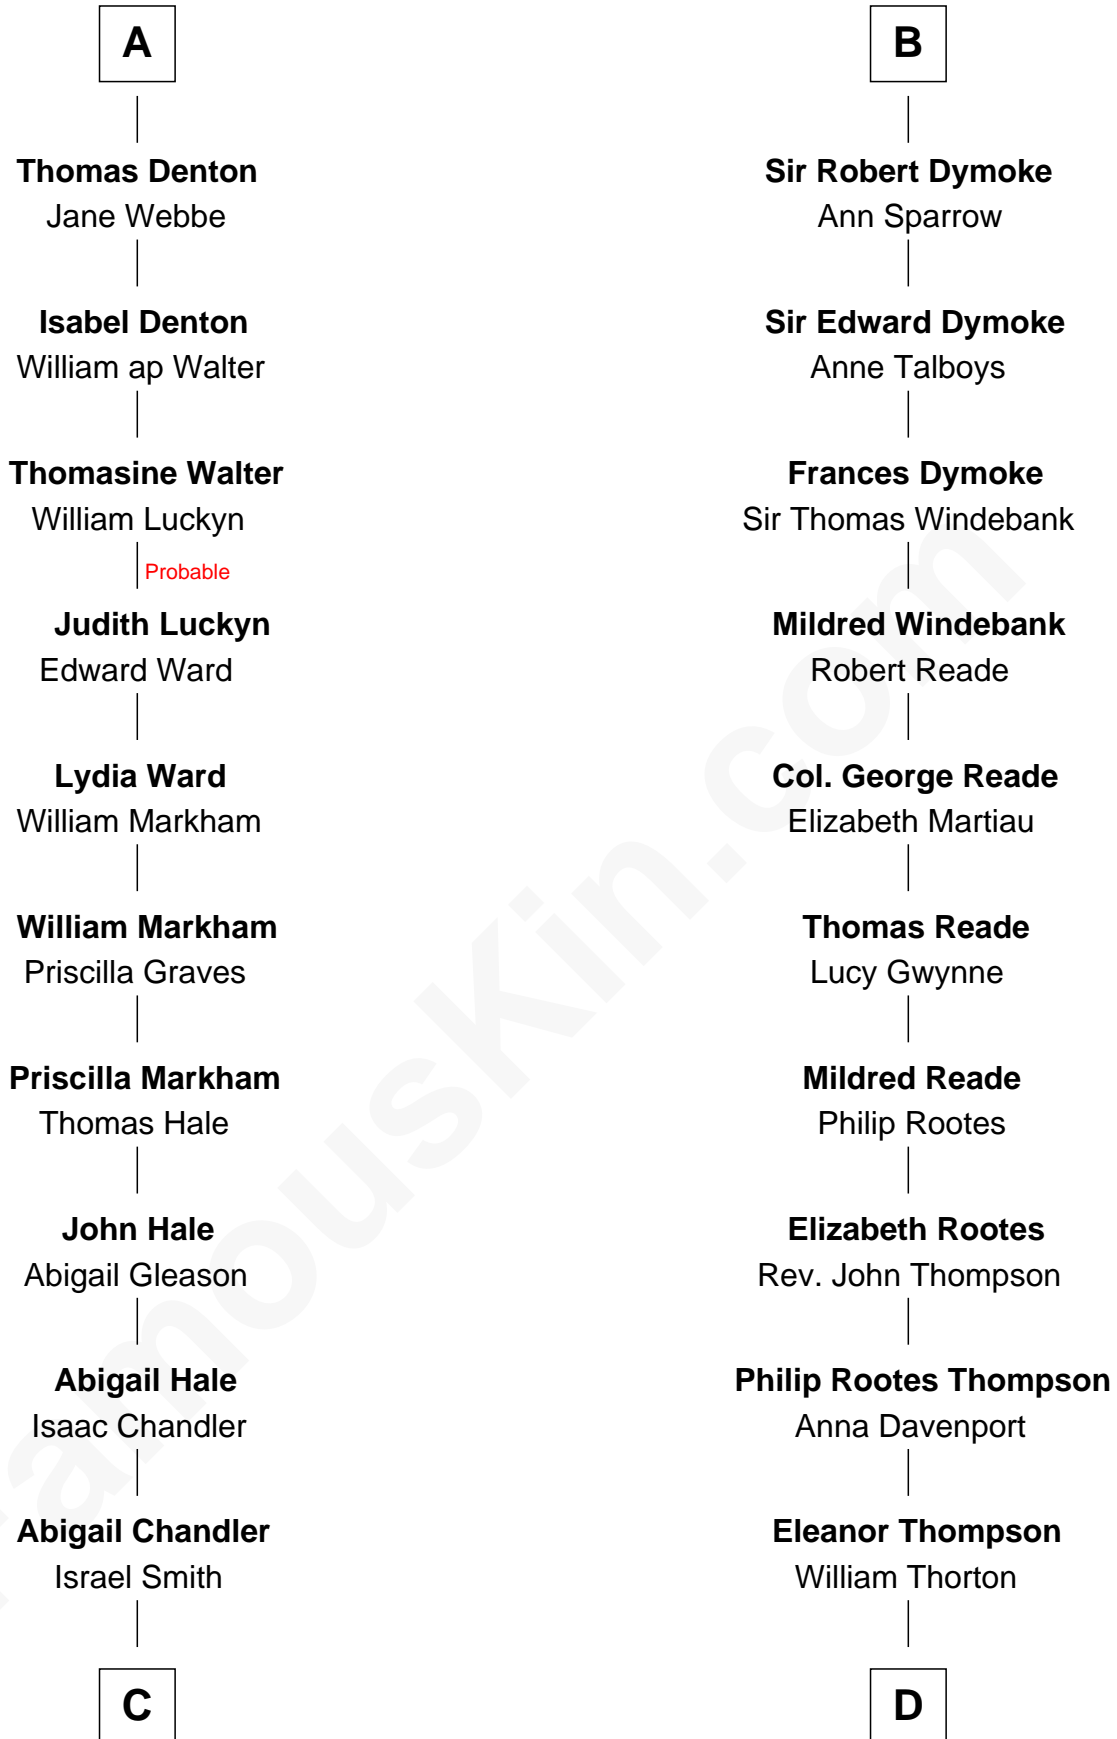 A
Thomas Denton
Jane Webbe
Isabel Denton
William ap Walter
Thomasine Walter
William Luckyn
Probable
Judith Luckyn
Edward Ward
Lydia Ward
William Markham
William Markham
Priscilla Graves
Priscilla Markham
Thomas Hale
John Hale
Abigail Gleason
Abigail Hale
Isaac Chandler
Abigail Chandler
Israel Smith
C
B
Sir Robert Dymoke
Ann Sparrow
Sir Edward Dymoke
Anne Talboys
Frances Dymoke
Sir Thomas Windebank
Mildred Windebank
Robert Reade
Col. George Reade
Elizabeth Martiau
Thomas Reade
Lucy Gwynne
Mildred Reade
Philip Rootes
Elizabeth Rootes
Rev. John Thompson
Philip Rootes Thompson
Anna Davenport
Eleanor Thompson
William Thorton
D
FamousKin.com